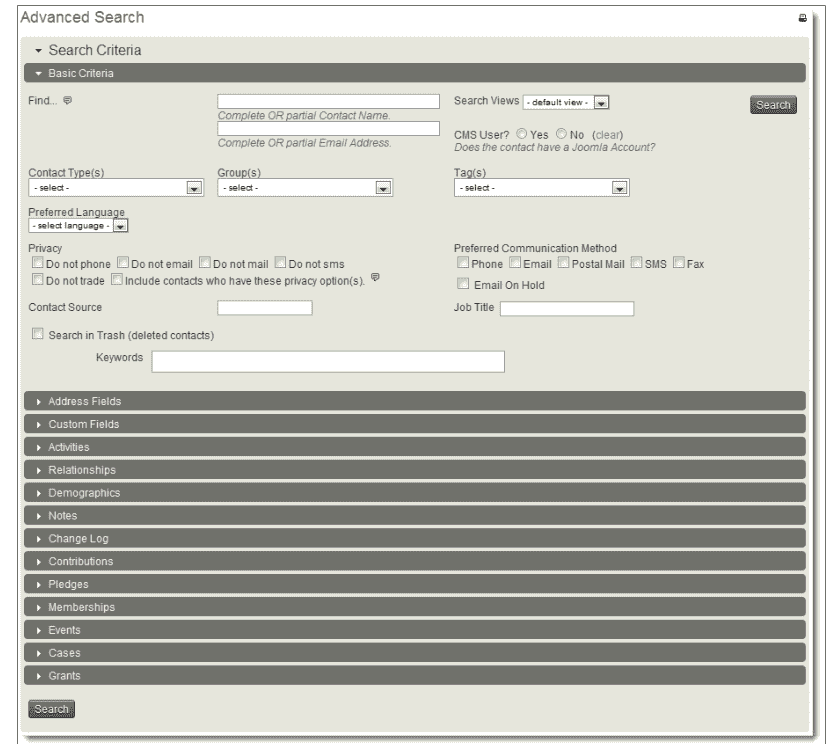 Advanced Search
Search Criteria
Basic Criteria
Find...
Complete OR partial Contact Name.
Complete OR partial Email Address.
Search Views - default view -
Search
CMS User? Yes No (clear)
Does the contact have a Joomla Account?
Contact Type(s) Group(s) Tag(s)
- select - - select - - select -
Preferred Language
- select language -
Privacy
Do not phone Do not email Do not mail Do not sms
Do not trade Include contacts who have these privacy option(s).
Preferred Communication Method
Phone Email Postal Mail SMS Fax
Email On Hold
Contact Source Job Title
Search in Trash (deleted contacts)
Keywords
Address Fields
Custom Fields
Activities
Relationships
Demographics
Notes
Change Log
Contributions
Pledges
Memberships
Events
Cases
Grants
Search